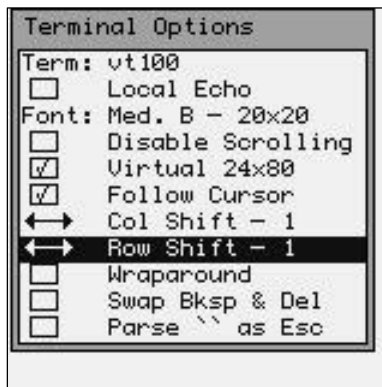 Terminal Options
Term: vt100
Local Echo
Font: Med. B - 20x20
Disable Scrolling
Virtual 24x80
Follow Cursor
Col Shift - 1
Row Shift - 1
Wraparound
Swap Bksp & Del
Parse `` as Esc